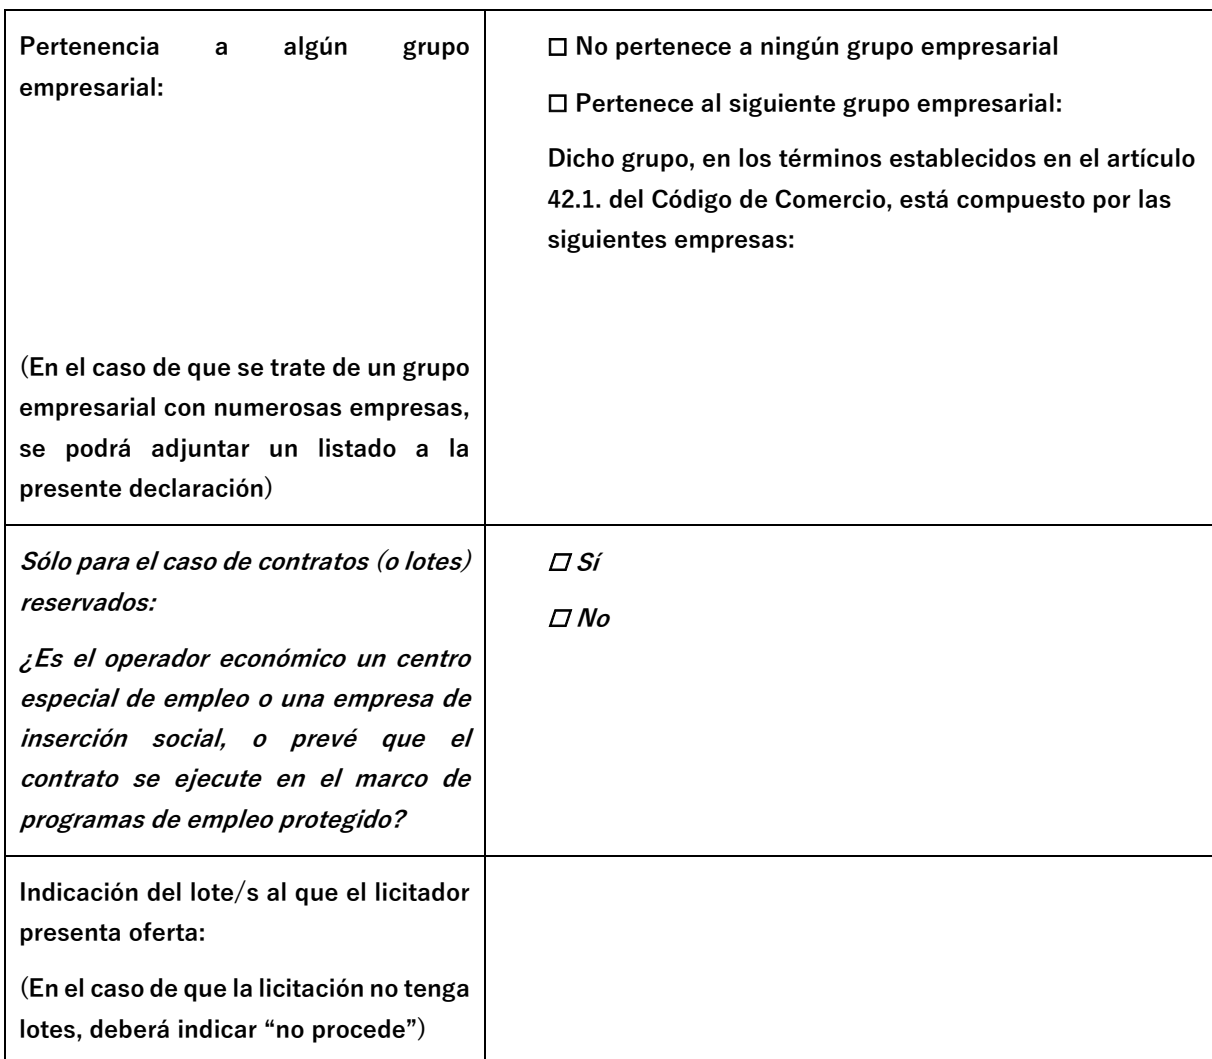 Pertenencia a algún grupo
empresarial:
(En el caso de que se trate de un grupo
empresarial con numerosas empresas,
se podrá adjuntar un listado a la
presente declaración)
☐ No pertenece a ningún grupo empresarial
☐ Pertenece al siguiente grupo empresarial:
Dicho grupo, en los términos establecidos en el artículo
42.1. del Código de Comercio, está compuesto por las
siguientes empresas:
Sólo para el caso de contratos (o lotes)
reservados:
¿Es el operador económico un centro
especial de empleo o una empresa de
inserción social, o prevé que el
contrato se ejecute en el marco de
programas de empleo protegido?
☐ Sí
☐ No
Indicación del lote/s al que el licitador
presenta oferta:
(En el caso de que la licitación no tenga
lotes, deberá indicar “no procede”)